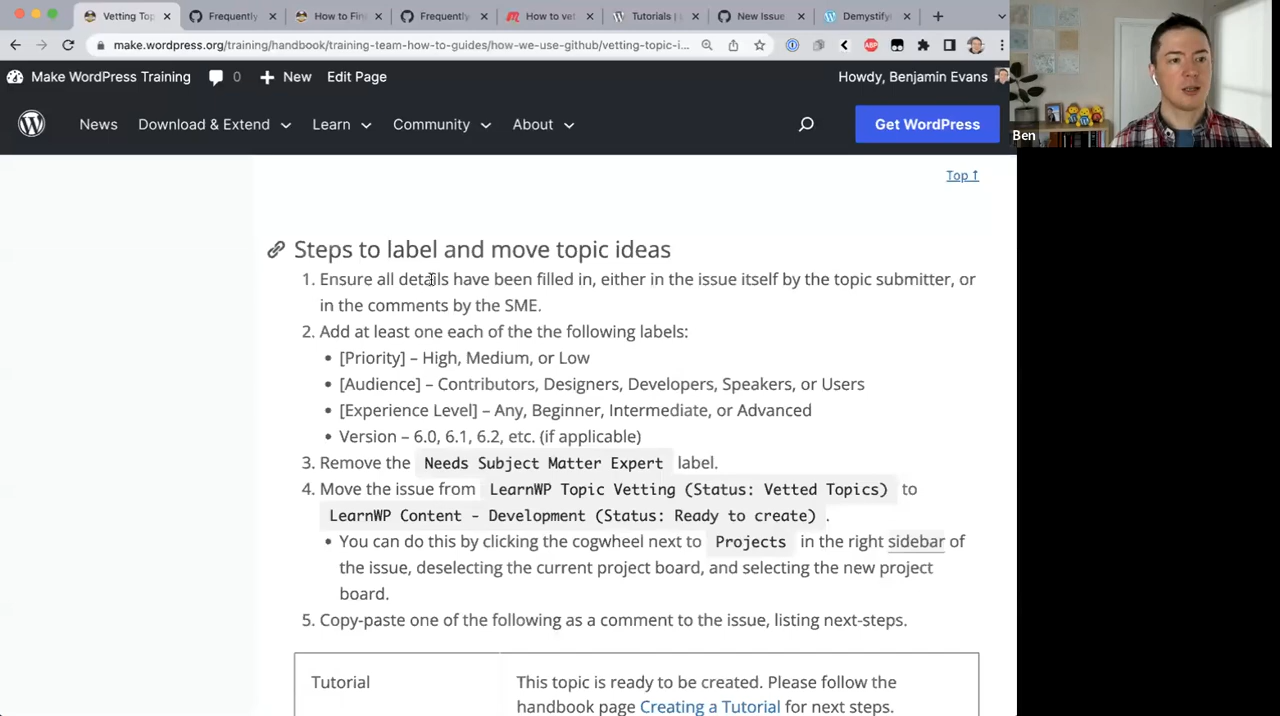 Vetting Top
Frequently
How to Fin
Frequently
How to vet
Tutorials |
New Issue
Demystify
make.wordpress.org/training/handbook/training-team-how-to-guides/how-we-use-github/vetting-topic-i...
ABP
Make WordPress Training
0
New
Edit Page
Howdy, Benjamin Evans
News
Download & Extend
Learn
Community
About
Get WordPress
Ben
Top ↑
Steps to label and move topic ideas
1. Ensure all details have been filled in, either in the issue itself by the topic submitter, or
in the comments by the SME.
2. Add at least one each of the the following labels:
• [Priority] – High, Medium, or Low
• [Audience] – Contributors, Designers, Developers, Speakers, or Users
• [Experience Level] – Any, Beginner, Intermediate, or Advanced
• Version – 6.0, 6.1, 6.2, etc. (if applicable)
3. Remove the Needs Subject Matter Expert label.
4. Move the issue from LearnWP Topic Vetting (Status: Vetted Topics) to
LearnWP Content - Development (Status: Ready to create) .
• You can do this by clicking the cogwheel next to Projects in the right sidebar of
the issue, deselecting the current project board, and selecting the new project
board.
5. Copy-paste one of the following as a comment to the issue, listing next-steps.
Tutorial
This topic is ready to be created. Please follow the
handbook page Creating a Tutorial for next steps.